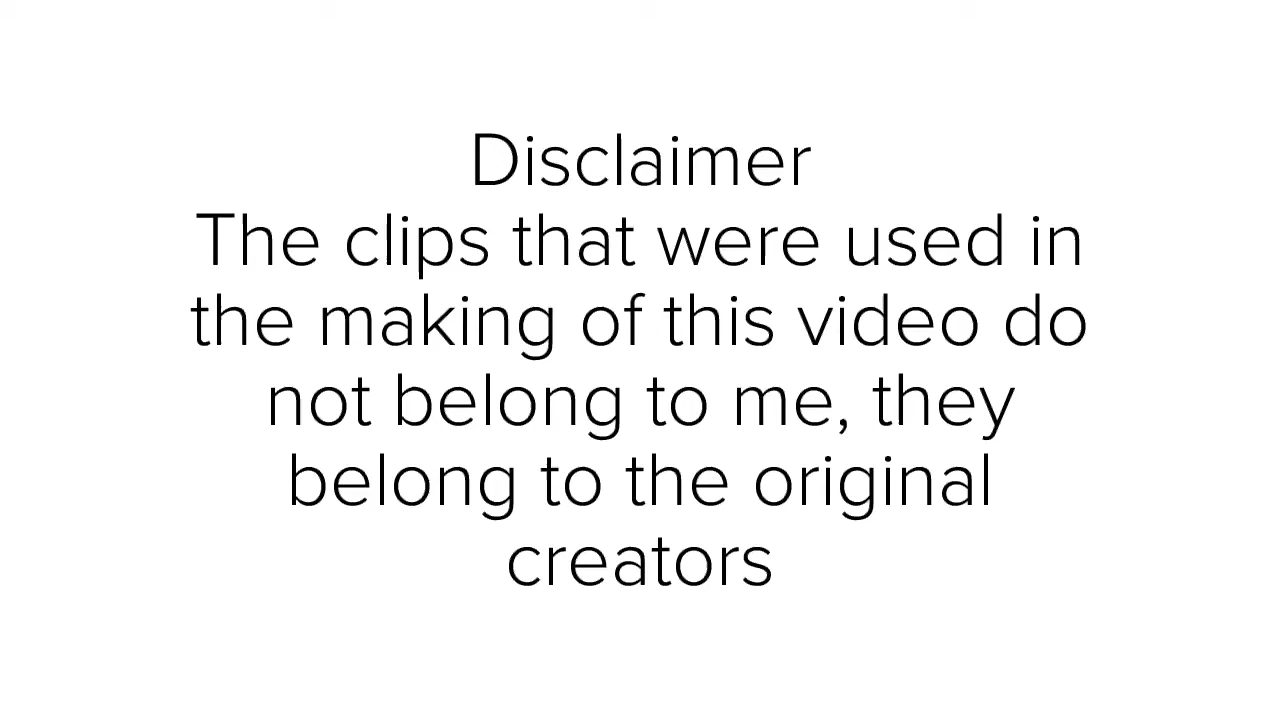 Disclaimer
The clips that were used in
the making of this video do
not belong to me, they
belong to the original
creators